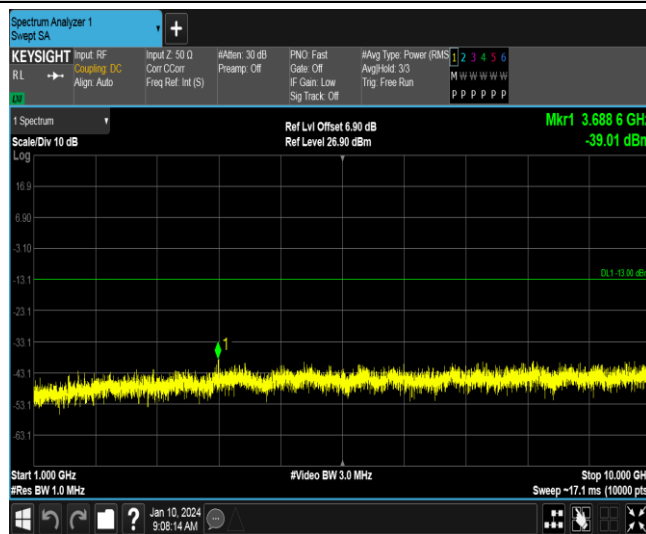 Spectrum Analyzer 1
Swept SA
KEYSIGHT
RL
LXI
Input: RF
Coupling: DC
Align: Auto
Input Z: 50 Ω
Corr CCorr
Freq Ref: Int (S)
#Atten: 30 dB
Preamp: Off
PNO: Fast
Gate: Off
IF Gain: Low
Sig Track: Off
#Avg Type: Power (RMS
Avg|Hold: 3/3
Trig: Free Run
1 2 3 4 5 6
M W W W W W
P P P P P P
1 Spectrum
Scale/Div 10 dB
Ref Lvl Offset 6.90 dB
Ref Level 26.90 dBm
Mkr1 3.688 6 GHz
-39.01 dBm
Log
16.9
6.90
-3.10
-13.1
DL1 -13.00 dBm
-23.1
-33.1
1
-43.1
-53.1
-63.1
Start 1.000 GHz
#Res BW 1.0 MHz
#Video BW 3.0 MHz
Stop 10.000 GHz
Sweep ~17.1 ms (10000 pts)
?
Jan 10, 2024
9:08:14 AM